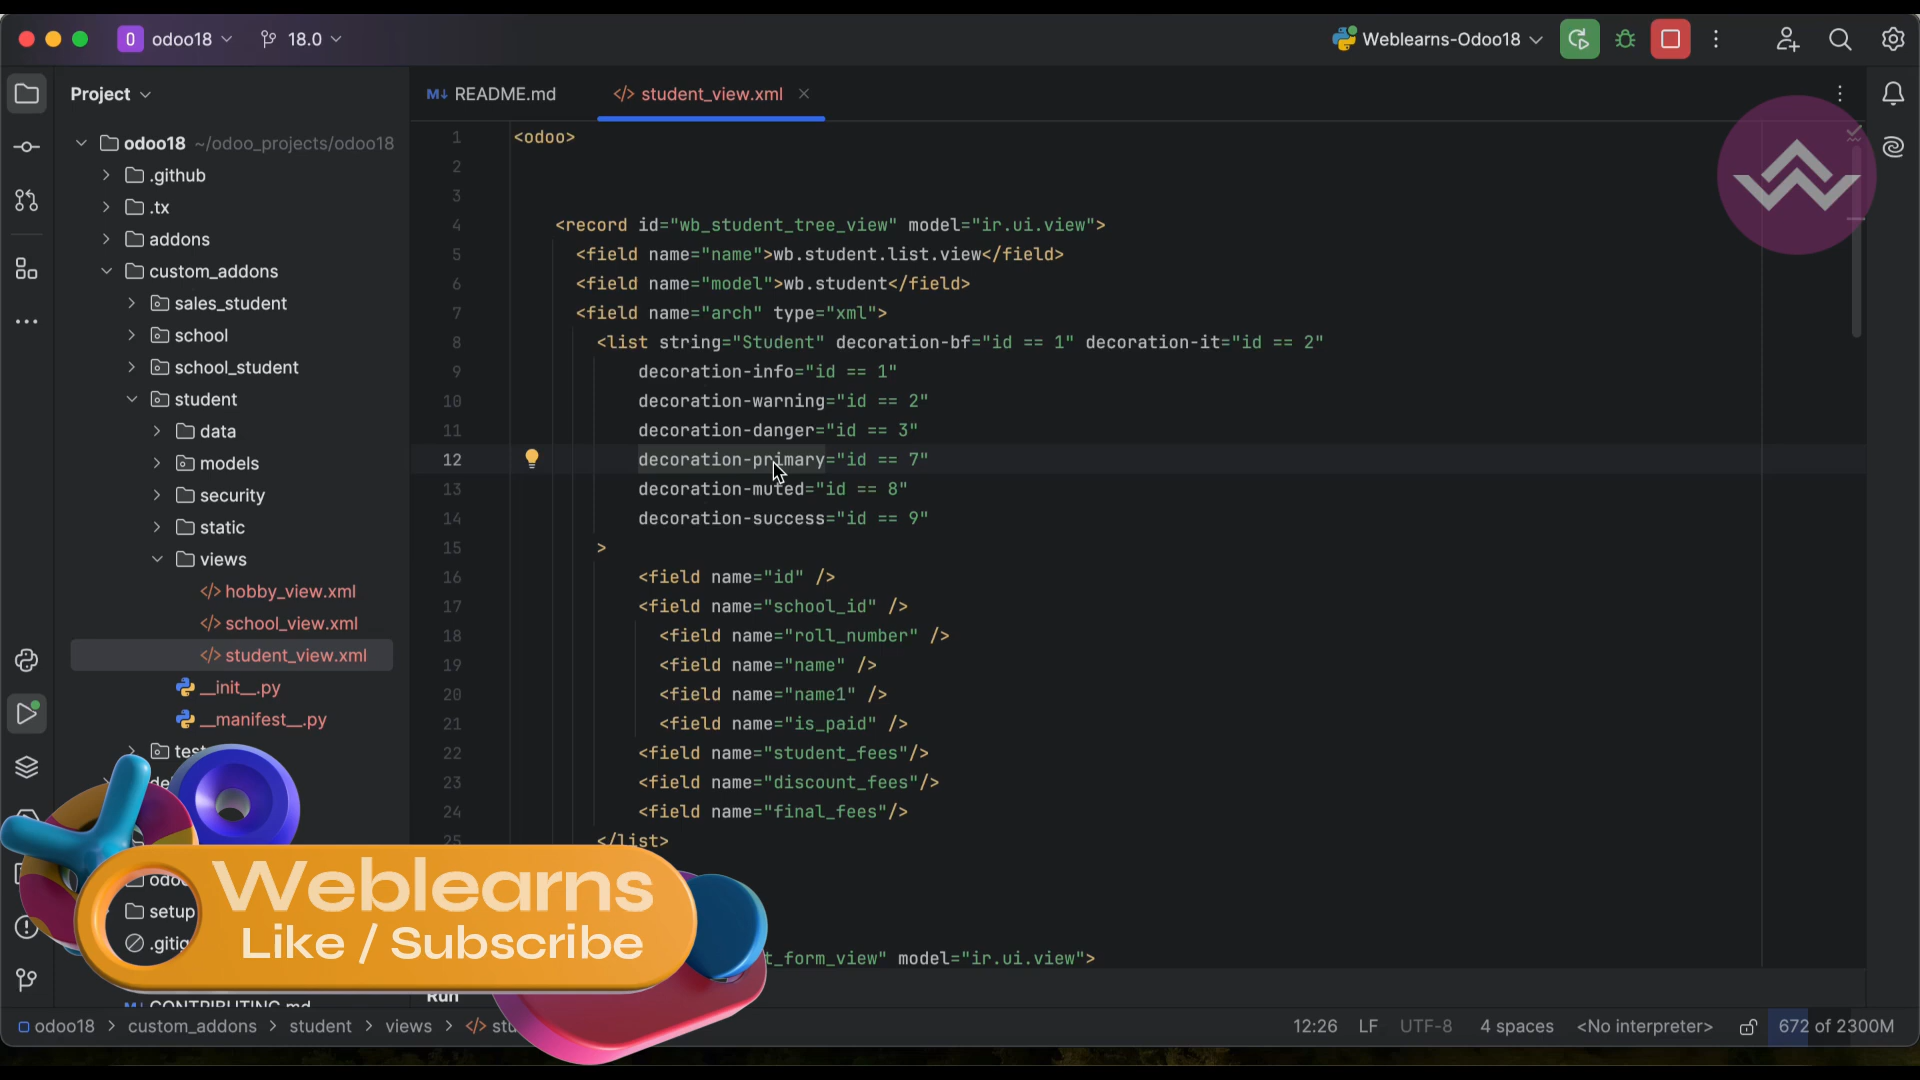 odoo18
18.0
Weblearns-Odoo18
Project
README.md
student_view.xml
odoo18 ~/odoo_projects/odoo18
.github
.tx
addons
custom_addons
sales_student
school
school_student
student
data
models
security
static
views
hobby_view.xml
school_view.xml
student_view.xml
__init__.py
__manifest__.py
setup
1 <odoo>
2
3
4 <record id="wb_student_tree_view" model="ir.ui.view">
5 <field name="name">wb.student.list.view</field>
6 <field name="model">wb.student</field>
7 <field name="arch" type="xml">
8 <list string="Student" decoration-bf="id == 1" decoration-it="id == 2"
9 decoration-info="id == 1"
10 decoration-warning="id == 2"
11 decoration-danger="id == 3"
12 decoration-primary="id == 7"
13 decoration-muted="id == 8"
14 decoration-success="id == 9"
15 >
16 <field name="id" />
17 <field name="school_id" />
18 <field name="roll_number" />
19 <field name="name" />
20 <field name="name1" />
21 <field name="is_paid" />
22 <field name="student_fees"/>
23 <field name="discount_fees"/>
24 <field name="final_fees"/>
25 </list>
t_form_view" model="ir.ui.view">
Weblearns
Like / Subscribe
CONTRIBUTING.md
Run
odoo18 > custom_addons > student > views >
12:26 LF UTF-8 4 spaces <No interpreter> 672 of 2300M